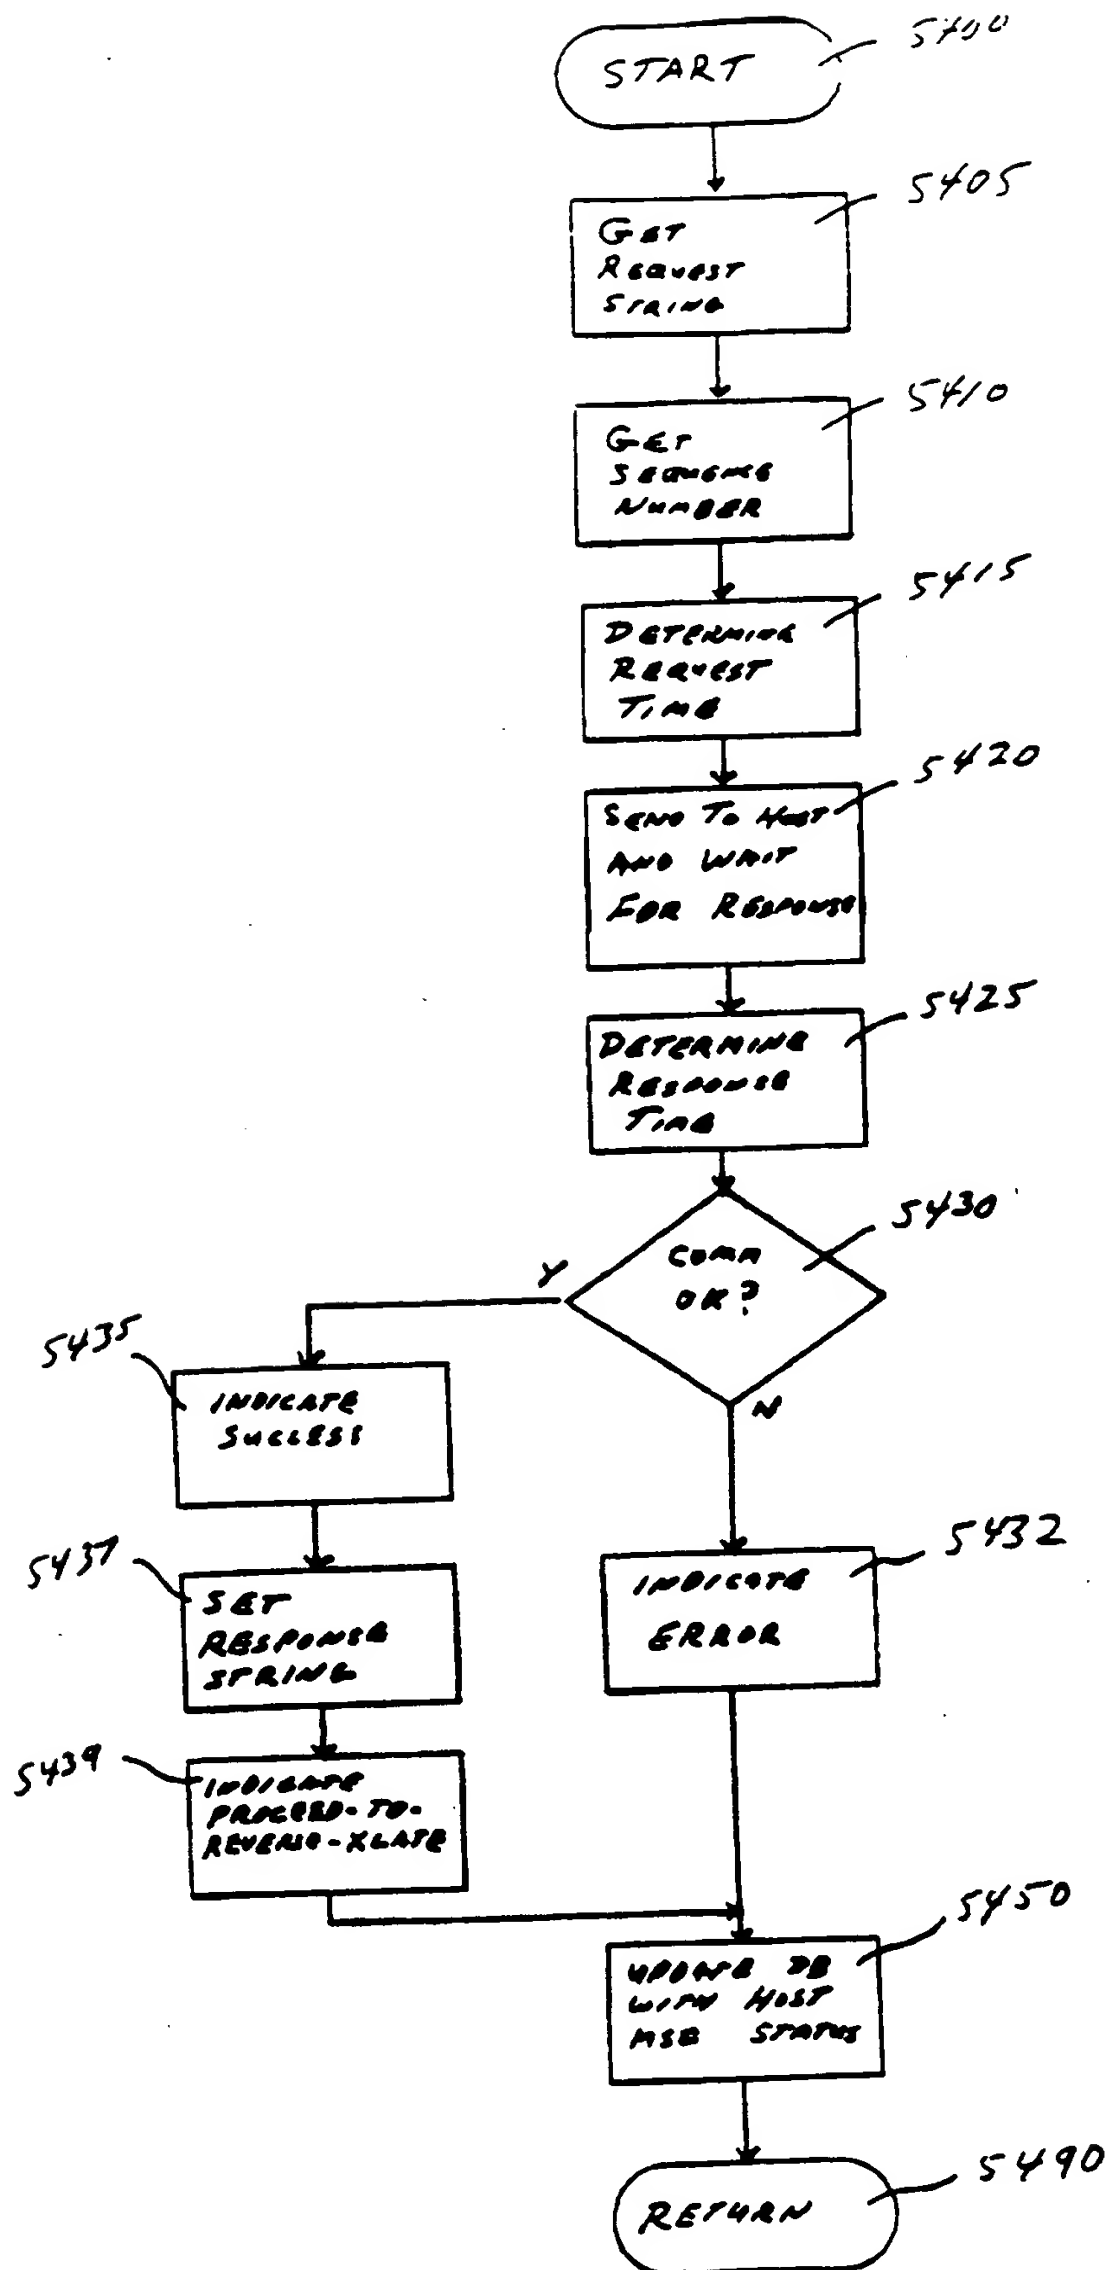 5400
START
5405
GET
REQUEST
STRING
5410
GET
SEQUENCE
NUMBER
5415
DETERMINE
REQUEST
TIME
5420
SEND TO HOST
AND WAIT
FOR RESPONSE
5425
DETERMINE
RESPONSE
TIME
5430
COMM
OK?
Y
N
5435
INDICATE
SUCCESS
5437
SET
RESPONSE
STRING
5439
INDICATE
PROCEED-TO-
REVERSE-XLATE
5432
INDICATE
ERROR
5450
UPDATE DB
WITH HOST
MSG STATUS
5490
RETURN